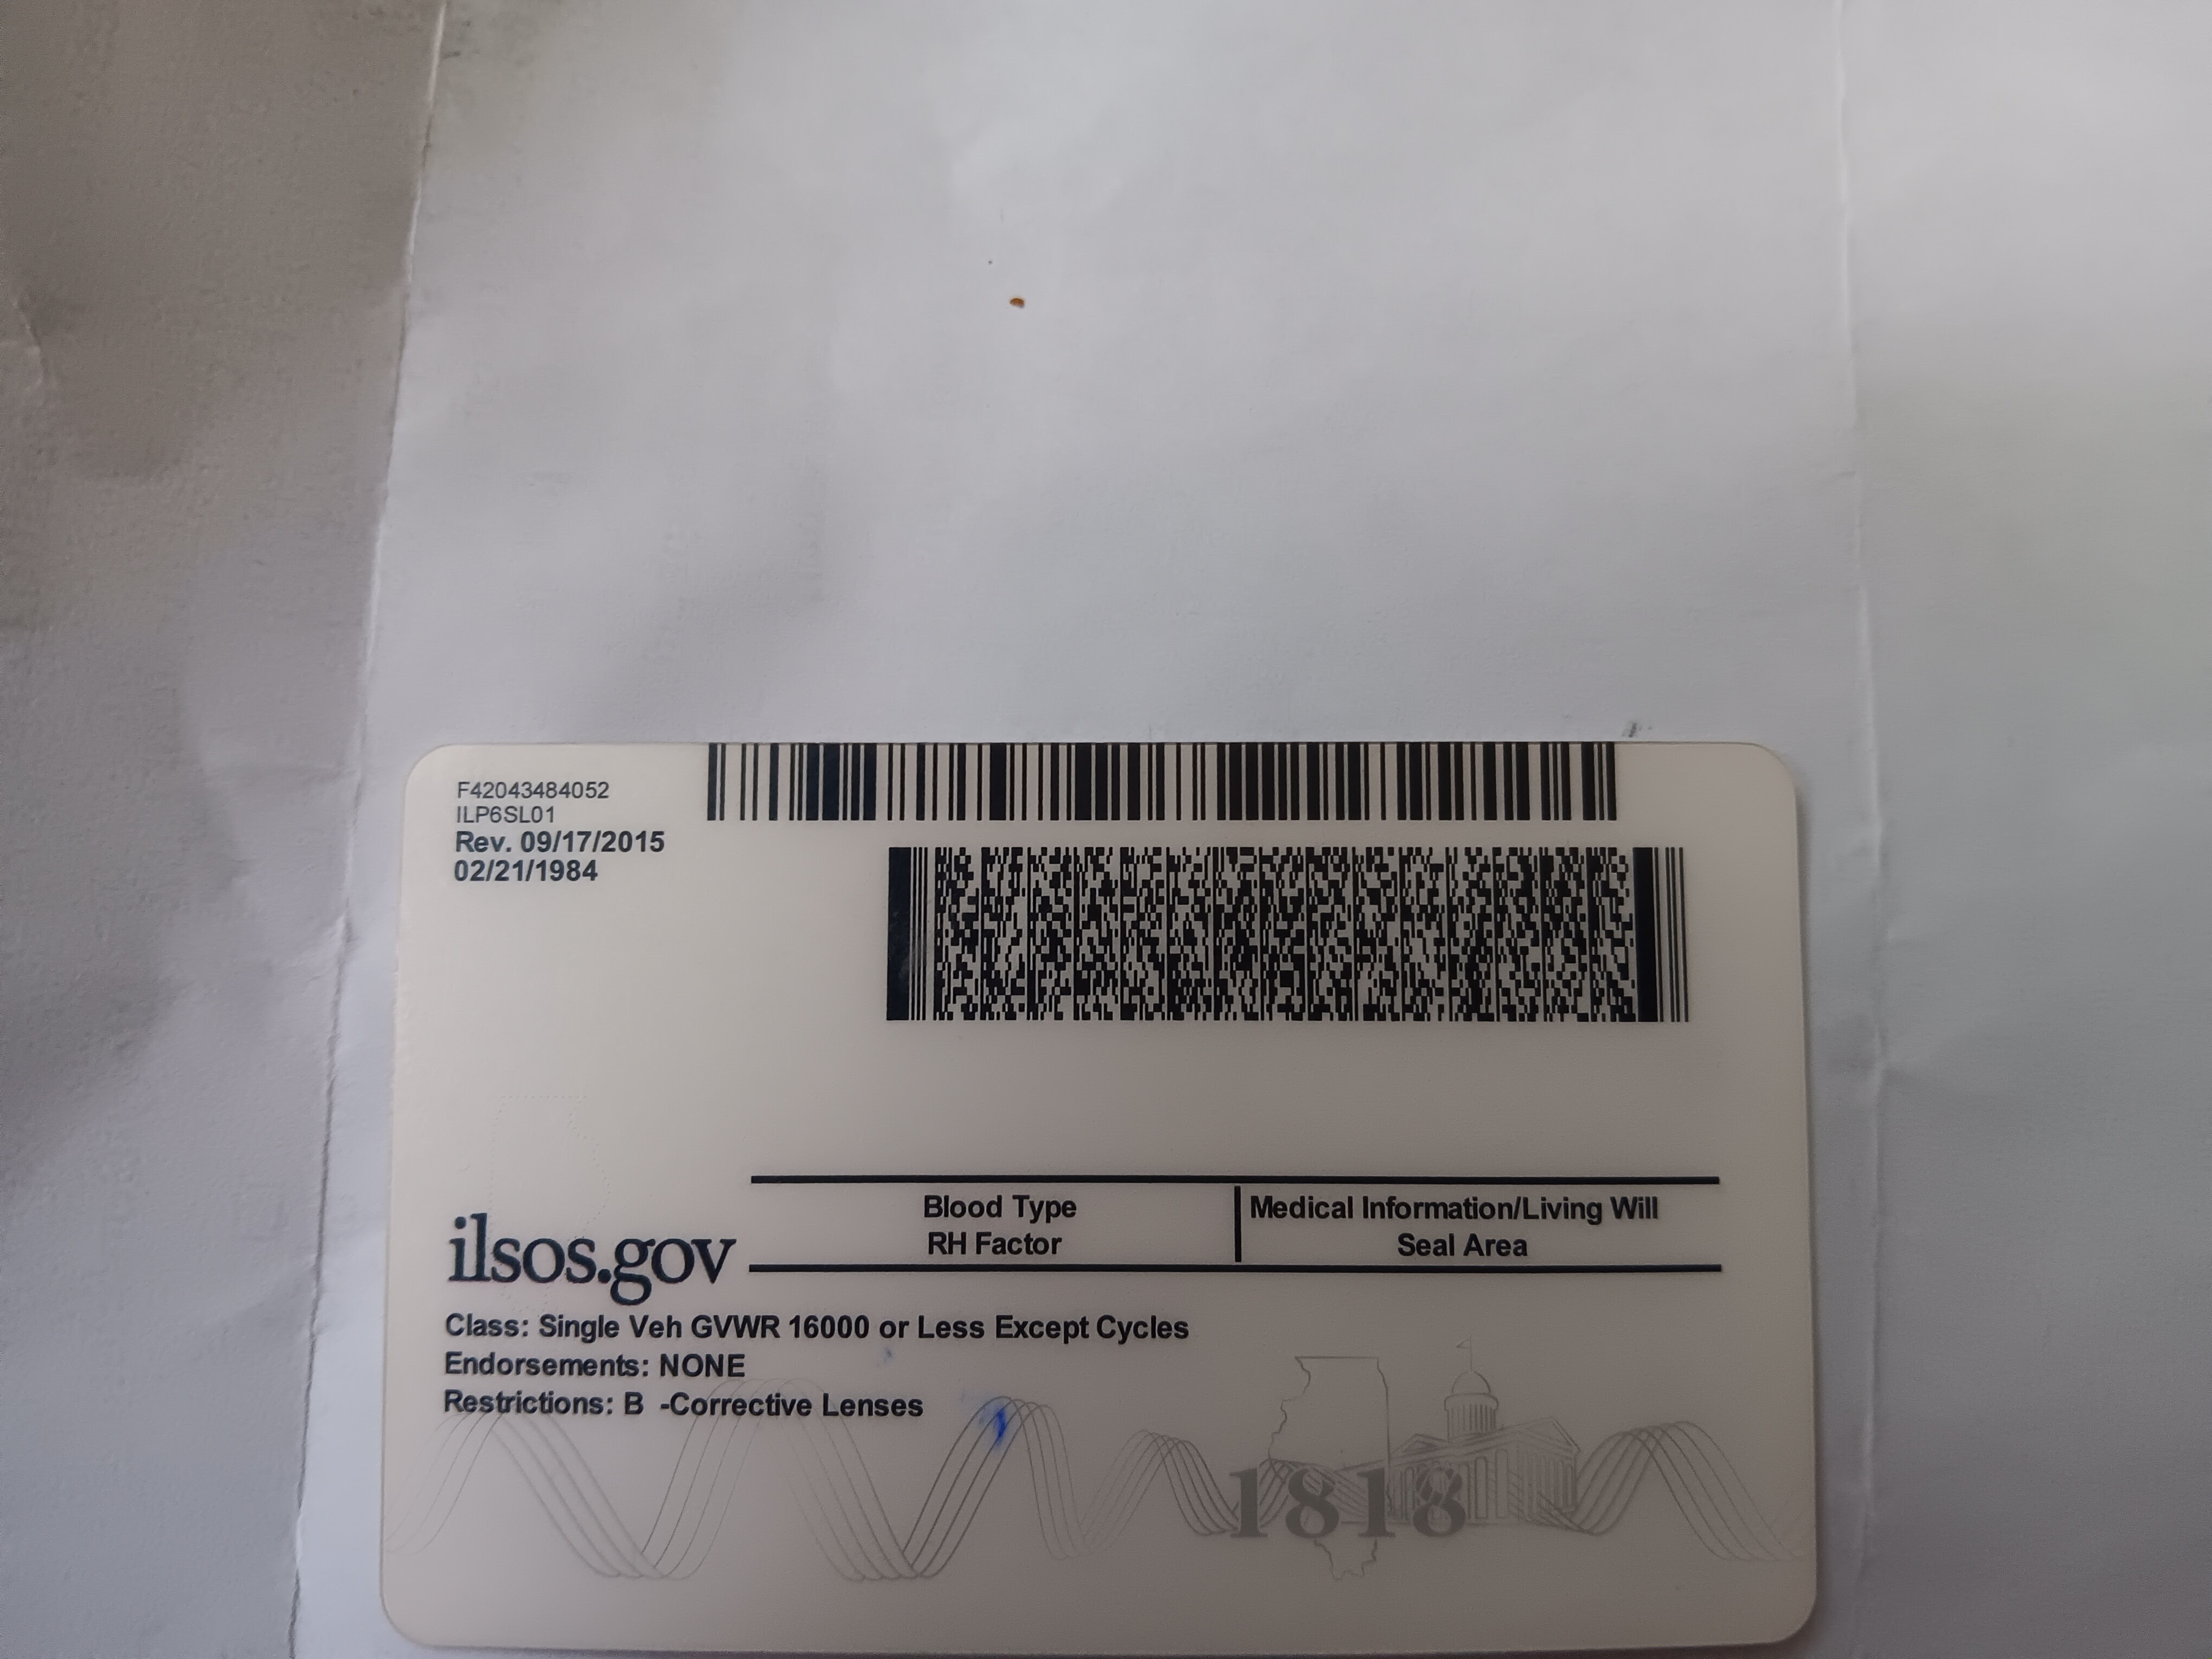 F42043484052
ILP6SL01
Rev. 09/17/2015
02/21/1984
Blood Type
RH Factor
Medical Information/Living Will
Seal Area
ilsos.gov
Class: Single Veh GVWR 16000 or Less Except Cycles
Endorsements: NONE
Restrictions: B -Corrective Lenses
1818